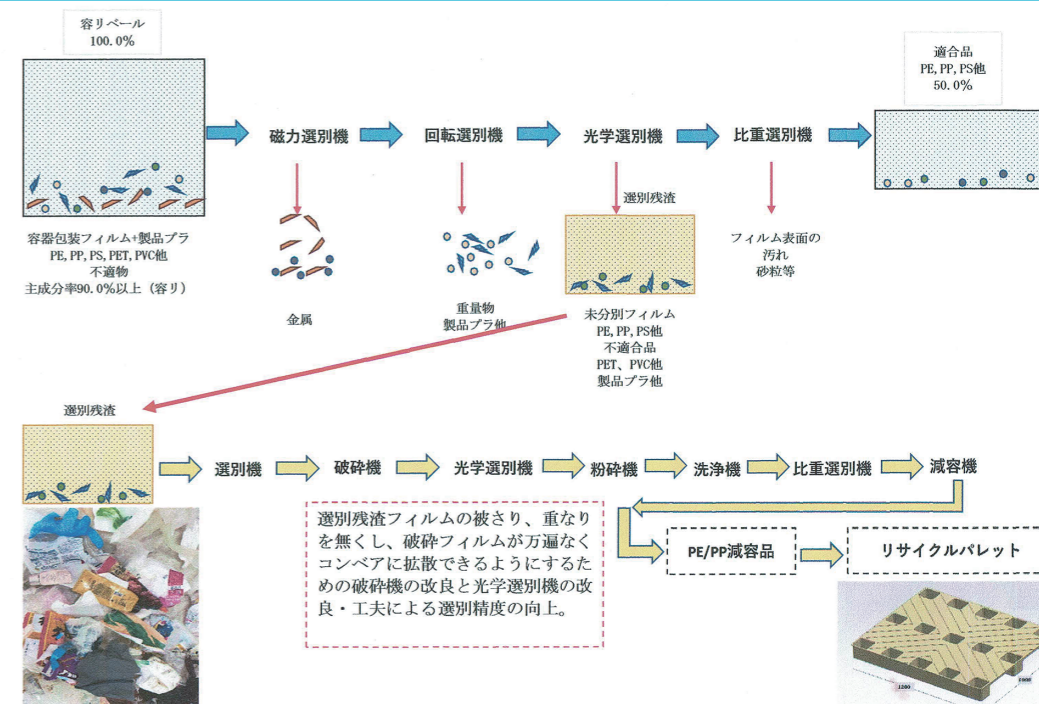 容リベール
100.0%
適合品
PE, PP, PS他
50.0%
磁力選別機
回転選別機
光学選別機
比重選別機
選別残渣
容器包装フィルム+製品プラ
PE, PP, PS, PET, PVC他
不適物
主成分率90.0%以上（容リ）
金属
重量物
製品プラ他
未分別フィルム
PE, PP, PS他
不適合品
PET、PVC他
製品プラ他
フィルム表面の
汚れ
砂粒等
選別残渣
選別機
破砕機
光学選別機
粉砕機
洗浄機
比重選別機
減容機
選別残渣フィルムの被さり、重なり
を無くし、破砕フィルムが万遍なく
コンベアに拡散できるようにするた
めの破砕機の改良と光学選別機の改
良・工夫による選別精度の向上。
PE/PP減容品
リサイクルパレット
1200